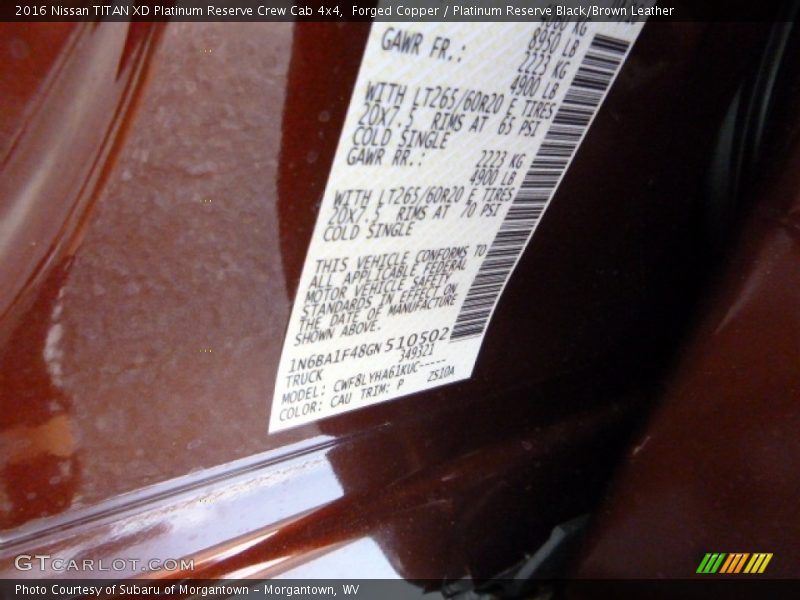 2016 Nissan TITAN XD Platinum Reserve Crew Cab 4x4,  Forged Copper / Platinum Reserve Black/Brown Leather
KG
8950 LB
GAWR FR.:
2223 KG
4900 LB
WITH LT265/60R20 E TIRES
20X7.5 RIMS AT 65 PSI
COLD SINGLE
GAWR RR.:
2223 KG
4900 LB
WITH LT265/60R20 E TIRES
20X7.5 RIMS AT 70 PSI
COLD SINGLE
THIS VEHICLE CONFORMS TO
ALL APPLICABLE FEDERAL
MOTOR VEHICLE SAFETY
STANDARDS IN EFFECT ON
THE DATE OF MANUFACTURE
SHOWN ABOVE.
1N6BA1F48GN510502
TRUCK 349321
MODEL: CWF8LYHA61KUC-----
COLOR: CAU TRIM: P ZS10A
GTCARLOT.COM
Photo Courtesy of Subaru of Morgantown - Morgantown, WV